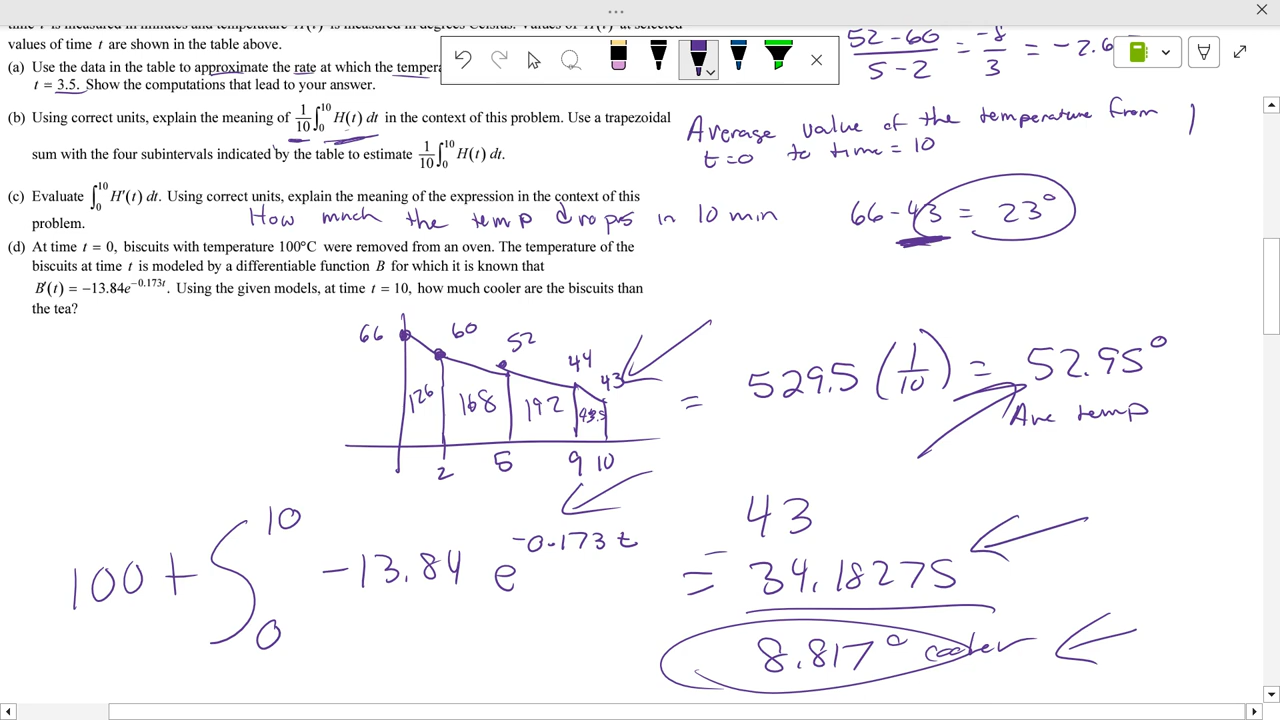 values of time t are shown in the table above.
(a) Use the data in the table to approximate the rate at which the
t = 3.5. Show the computations that lead to your answer.
52-60/5-2 = -8/3 = -2.6
(b) Using correct units, explain the meaning of 1/10 ∫₀¹⁰ H(t) dt in the context of this problem. Use a trapezoidal
sum with the four subintervals indicated by the table to estimate 1/10 ∫₀¹⁰ H(t) dt.
Average value of the temperature from
t=0 to time = 10
(c) Evaluate ∫₀¹⁰ H′(t) dt. Using correct units, explain the meaning of the expression in the context of this
problem.
How much the temp drops in 10 min
66-43 = 23°
(d) At time t = 0, biscuits with temperature 100°C were removed from an oven. The temperature of the
biscuits at time t is modeled by a differentiable function B for which it is known that
B′(t) = −13.84e^−0.173t. Using the given models, at time t = 10, how much cooler are the biscuits than
the tea?
66 60 52 44 43
126 168 192 43.5
2 5 9 10
= 529.5 (1/10) = 52.95°
Ave temp
100 + ∫₀¹⁰ -13.84 e^-0.173t
43
- = 34.18275
8.817° cooler